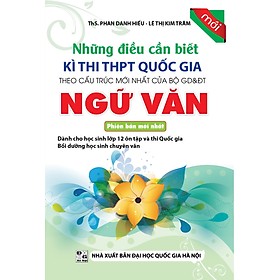 ThS. PHAN DANH HIẾU - LÊ THỊ KIM TRÂM
mới
Những điều cần biết
KÌ THI THPT QUỐC GIA
THEO CẤU TRÚC MỚI NHẤT CỦA BỘ GD&ĐT
NGỮ VĂN
Phiên bản mới nhất
Dành cho học sinh lớp 12 ôn tập và thi Quốc gia
Bồi dưỡng học sinh chuyên văn
NHÀ XUẤT BẢN ĐẠI HỌC QUỐC GIA HÀ NỘI